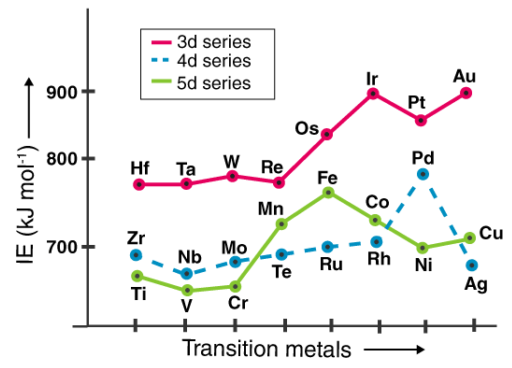 3d series
4d series
5d series
IE (kJ mol⁻¹)
900
800
700
Hf
Ta
W
Re
Os
Ir
Pt
Au
Zr
Nb
Mo
Te
Ru
Rh
Pd
Ag
Ti
V
Cr
Mn
Fe
Co
Ni
Cu
Transition metals